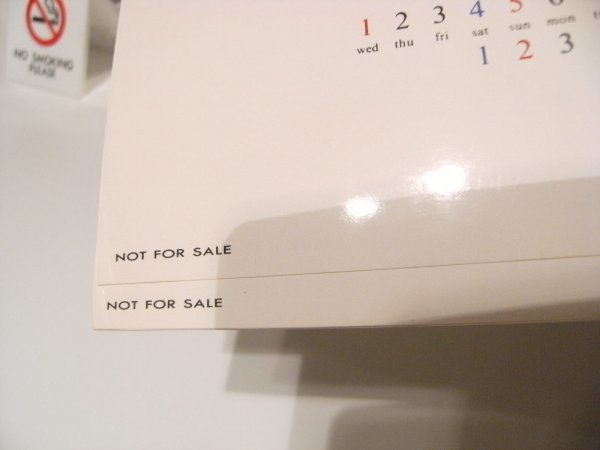 NO SMOKING
PLEASE
1 2 3 4 5 6
wed thu fri sat sun mon
1 2 3
NOT FOR SALE
NOT FOR SALE